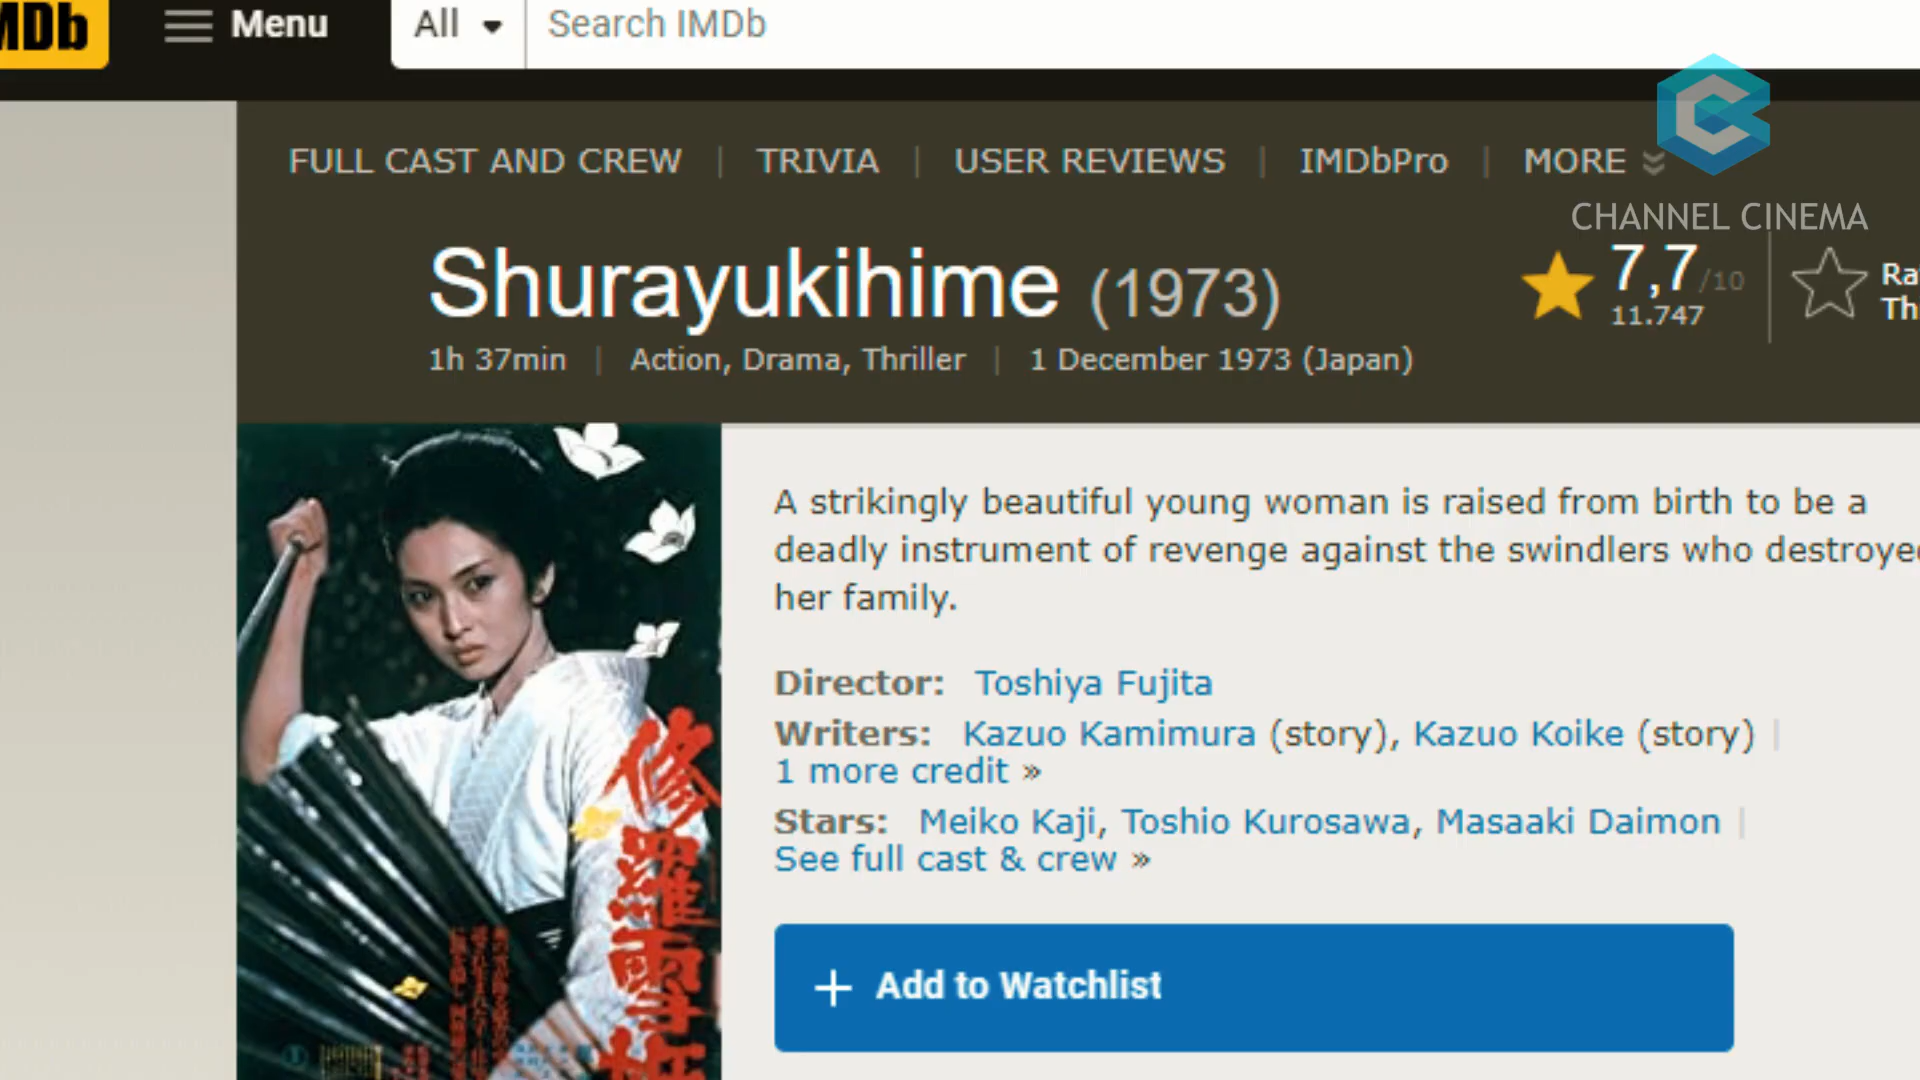 MDb Menu All Search IMDb
FULL CAST AND CREW | TRIVIA | USER REVIEWS | IMDbPro | MORE
CHANNEL CINEMA
Shurayukihime (1973)
7,7/10
11.747
Ra
Th
1h 37min | Action, Drama, Thriller | 1 December 1973 (Japan)
A strikingly beautiful young woman is raised from birth to be a
deadly instrument of revenge against the swindlers who destroyed
her family.
Director: Toshiya Fujita
Writers: Kazuo Kamimura (story), Kazuo Koike (story) |
1 more credit »
Stars: Meiko Kaji, Toshio Kurosawa, Masaaki Daimon |
See full cast & crew »
+ Add to Watchlist
修羅雪姫